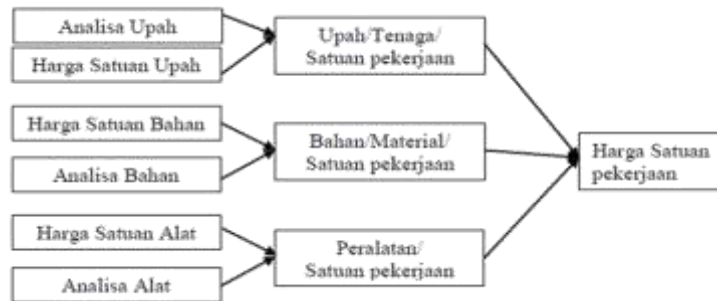 Analisa Upah
Harga Satuan Upah
Upah/Tenaga/
Satuan pekerjaan
Harga Satuan Bahan
Analisa Bahan
Bahan/Material/
Satuan pekerjaan
Harga Satuan Alat
Analisa Alat
Peralatan/
Satuan pekerjaan
Harga Satuan
pekerjaan